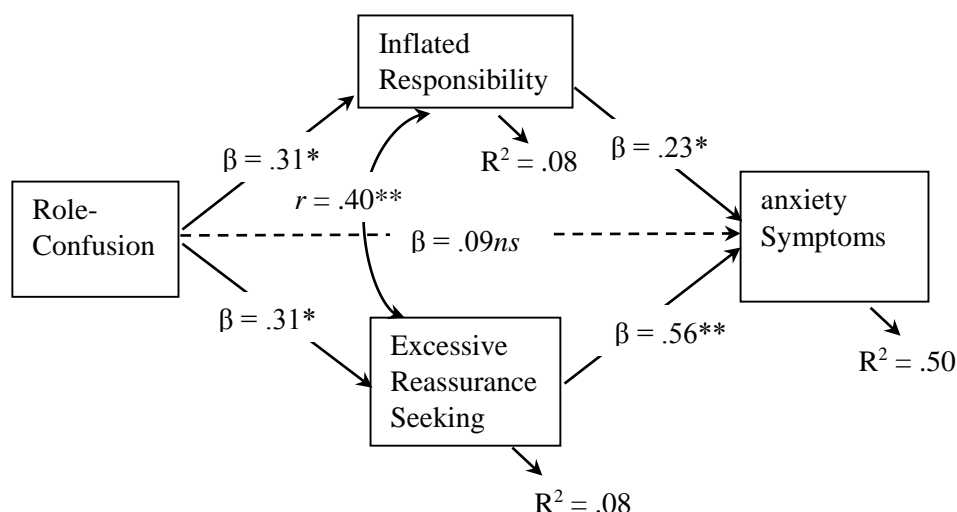 Inflated
Responsibility
β = .31*
R² = .08
β = .23*
Role-
Confusion
r = .40**
β = .09ns
anxiety
Symptoms
β = .31*
Excessive
Reassurance
Seeking
β = .56**
R² = .50
R² = .08